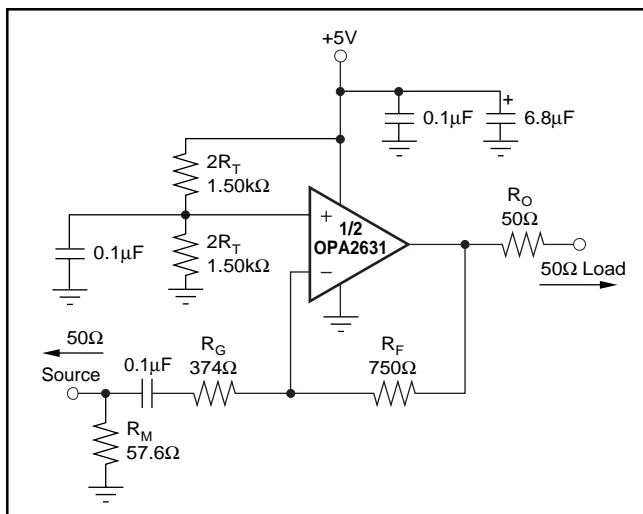 +5V
0.1µF
+
6.8µF
2R_T
1.50kΩ
+
1/2
OPA2631
−
R_O
50Ω
0.1µF
2R_T
1.50kΩ
50Ω Load
50Ω
Source
0.1µF
R_G
374Ω
R_F
750Ω
R_M
57.6Ω